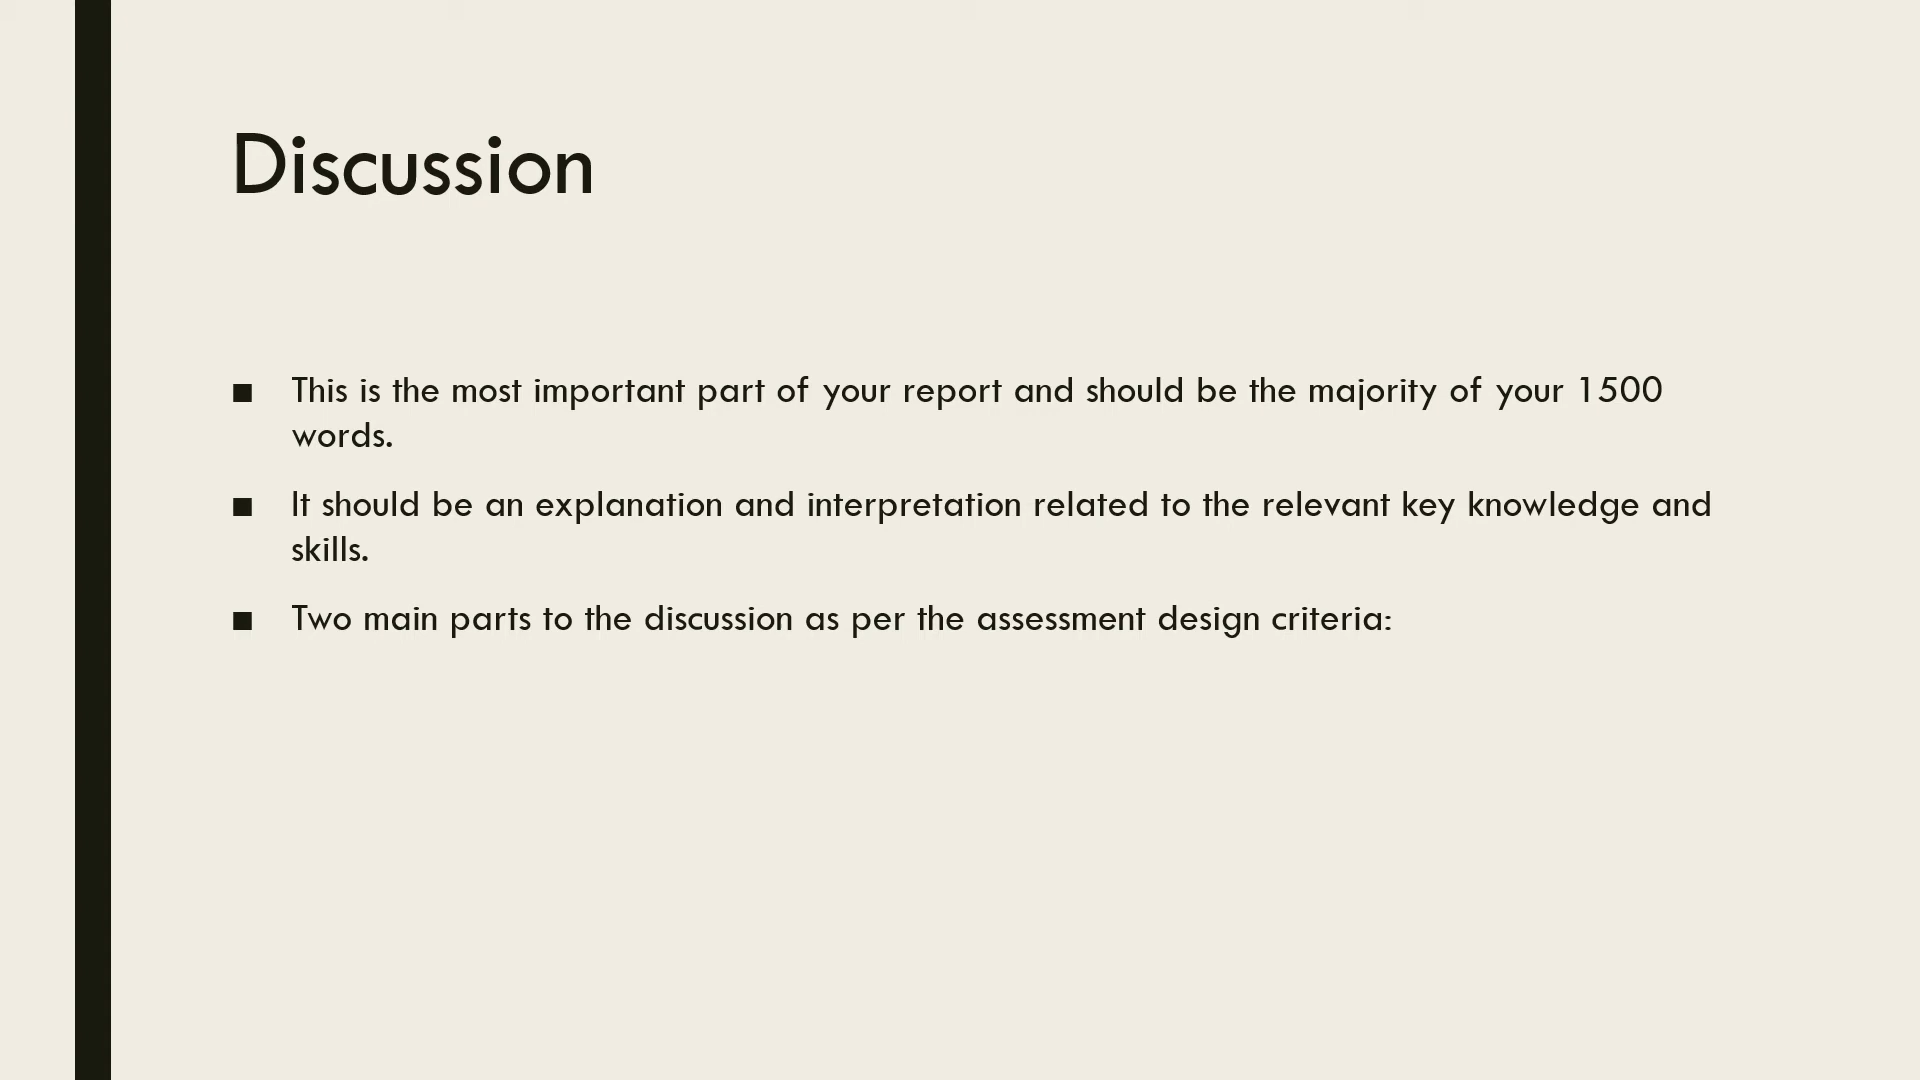 Discussion
■ This is the most important part of your report and should be the majority of your 1500
words.
■ It should be an explanation and interpretation related to the relevant key knowledge and
skills.
■ Two main parts to the discussion as per the assessment design criteria: